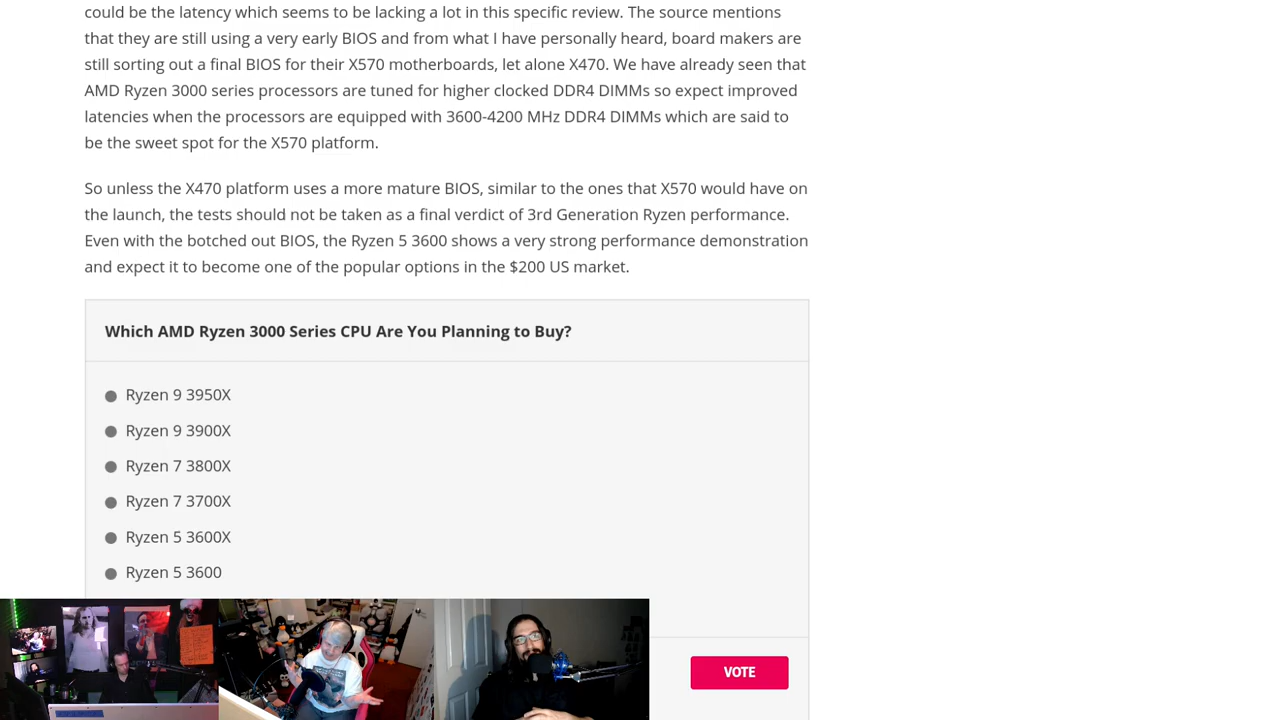 could be the latency which seems to be lacking a lot in this specific review. The source mentions
that they are still using a very early BIOS and from what I have personally heard, board makers are
still sorting out a final BIOS for their X570 motherboards, let alone X470. We have already seen that
AMD Ryzen 3000 series processors are tuned for higher clocked DDR4 DIMMs so expect improved
latencies when the processors are equipped with 3600-4200 MHz DDR4 DIMMs which are said to
be the sweet spot for the X570 platform.
So unless the X470 platform uses a more mature BIOS, similar to the ones that X570 would have on
the launch, the tests should not be taken as a final verdict of 3rd Generation Ryzen performance.
Even with the botched out BIOS, the Ryzen 5 3600 shows a very strong performance demonstration
and expect it to become one of the popular options in the $200 US market.
Which AMD Ryzen 3000 Series CPU Are You Planning to Buy?
Ryzen 9 3950X
Ryzen 9 3900X
Ryzen 7 3800X
Ryzen 7 3700X
Ryzen 5 3600X
Ryzen 5 3600
VOTE